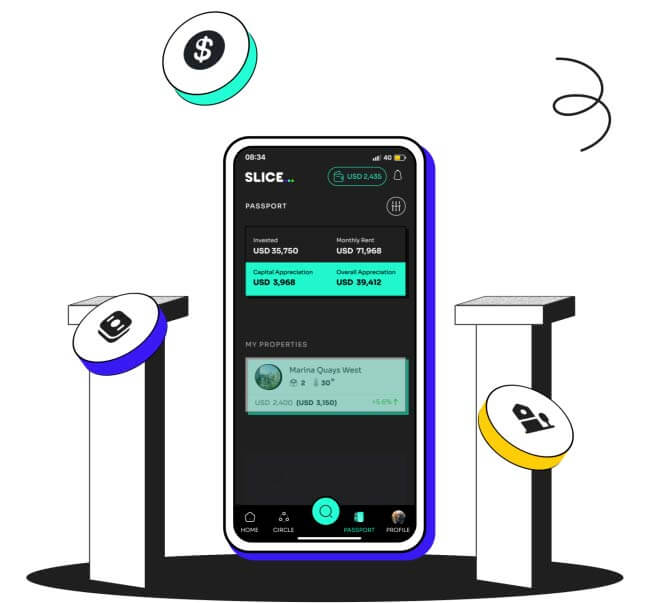 08:34 40
SLICE USD 2,435
PASSPORT
Invested Monthly Rent
USD 35,750 USD 71,968
Capital Appreciation Overall Appreciation
USD 3,968 USD 39,412
MY PROPERTIES
Marina Quays West
2 30°
USD 2,400 (USD 3,150) +5.6%↑
HOME CIRCLE PASSPORT PROFILE